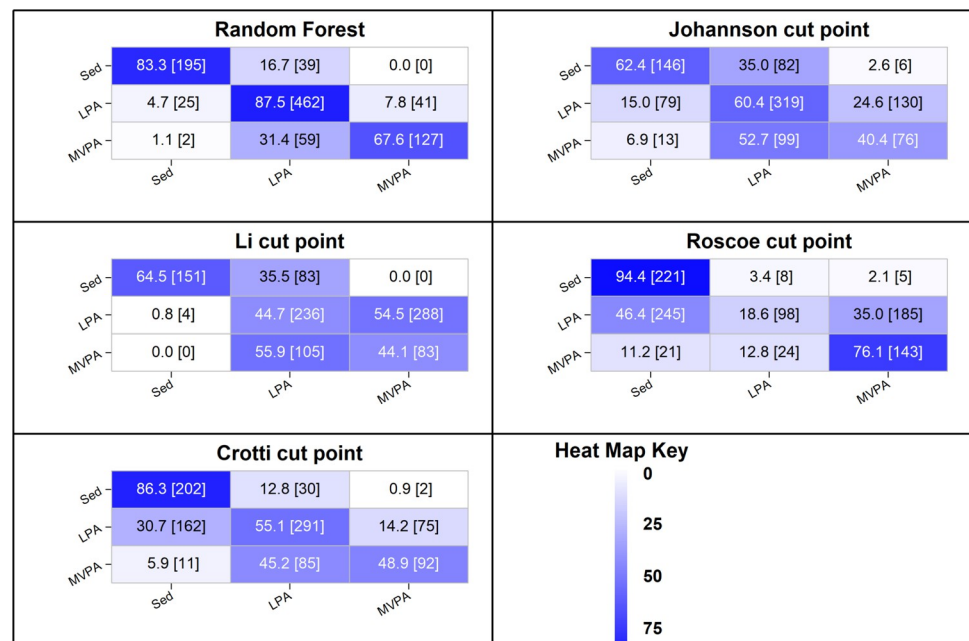 Random Forest
Sed 83.3 [195] 16.7 [39] 0.0 [0]
LPA 4.7 [25] 87.5 [462] 7.8 [41]
MVPA 1.1 [2] 31.4 [59] 67.6 [127]
Sed LPA MVPA
Johannson cut point
Sed 62.4 [146] 35.0 [82] 2.6 [6]
LPA 15.0 [79] 60.4 [319] 24.6 [130]
MVPA 6.9 [13] 52.7 [99] 40.4 [76]
Sed LPA MVPA
Li cut point
Sed 64.5 [151] 35.5 [83] 0.0 [0]
LPA 0.8 [4] 44.7 [236] 54.5 [288]
MVPA 0.0 [0] 55.9 [105] 44.1 [83]
Sed LPA MVPA
Roscoe cut point
Sed 94.4 [221] 3.4 [8] 2.1 [5]
LPA 46.4 [245] 18.6 [98] 35.0 [185]
MVPA 11.2 [21] 12.8 [24] 76.1 [143]
Sed LPA MVPA
Crotti cut point
Sed 86.3 [202] 12.8 [30] 0.9 [2]
LPA 30.7 [162] 55.1 [291] 14.2 [75]
MVPA 5.9 [11] 45.2 [85] 48.9 [92]
Sed LPA MVPA
Heat Map Key
0
25
50
75